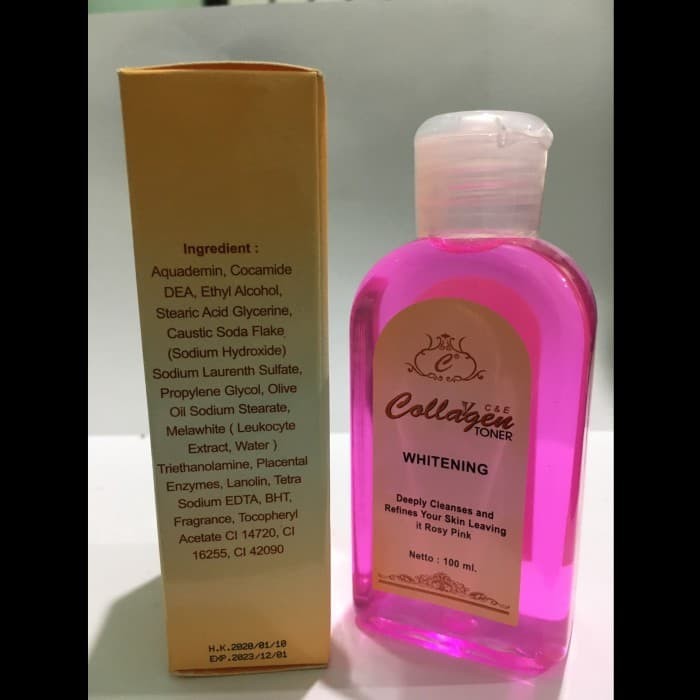 Ingredient :
Aquademin, Cocamide
DEA, Ethyl Alcohol,
Stearic Acid Glycerine,
Caustic Soda Flake
(Sodium Hydroxide)
Sodium Laurenth Sulfate,
Propylene Glycol, Olive
Oil Sodium Stearate,
Melawhite ( Leukocyte
Extract, Water )
Triethanolamine, Placental
Enzymes, Lanolin, Tetra
Sodium EDTA, BHT,
Fragrance, Tocopheryl
Acetate CI 14720, CI
16255, CI 42090
H.K.2020/01/10
EXP.2023/12/01
C®
V C & E
Collagen
TONER
WHITENING
Deeply Cleanses and
Refines Your Skin Leaving
it Rosy Pink
Netto : 100 ml.